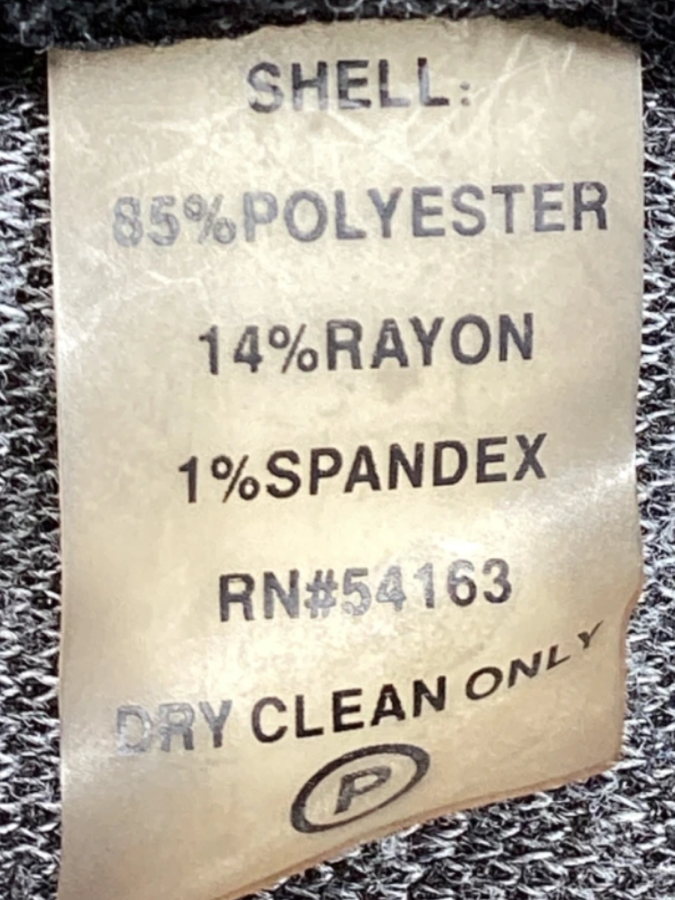 SHELL:
85%POLYESTER
14%RAYON
1%SPANDEX
RN#54163
DRY CLEAN ONLY
P